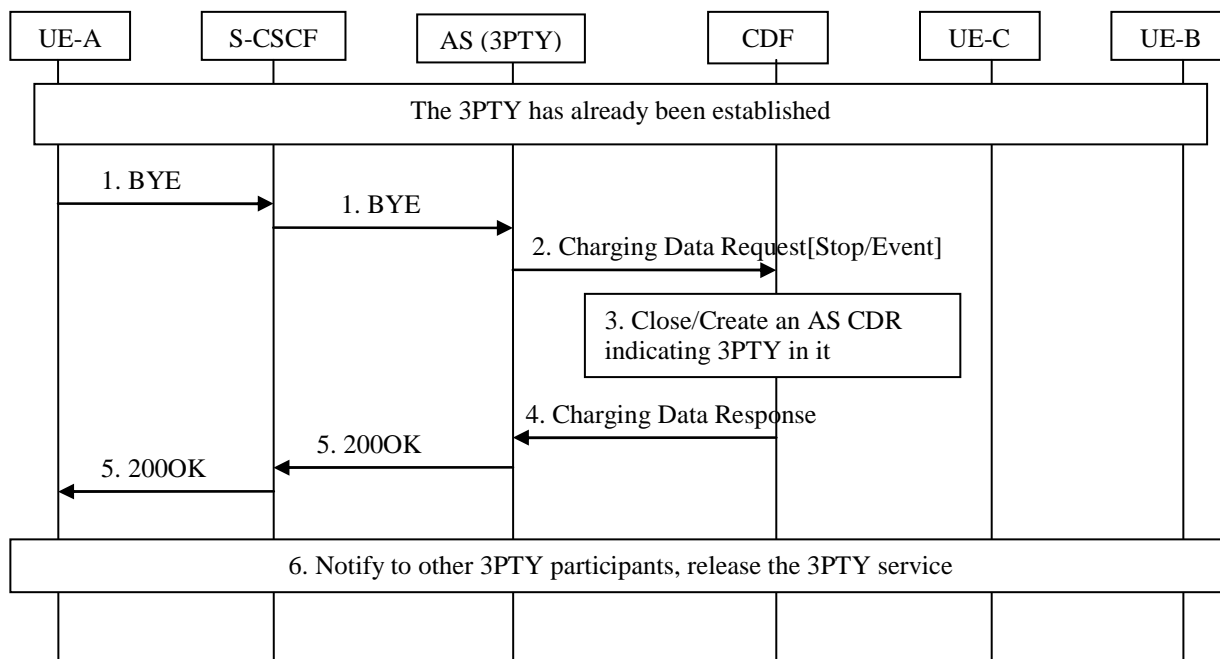 UE-A
S-CSCF
AS (3PTY)
CDF
UE-C
UE-B
The 3PTY has already been established
1. BYE
1. BYE
2. Charging Data Request[Stop/Event]
3. Close/Create an AS CDR
indicating 3PTY in it
4. Charging Data Response
5. 200OK
5. 200OK
6. Notify to other 3PTY participants, release the 3PTY service